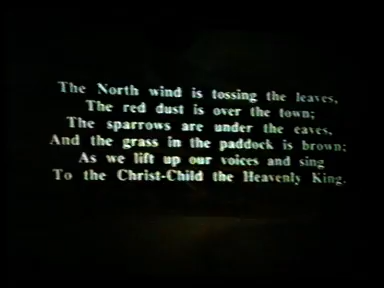 The North wind is tossing the leaves,
The red dust is over the town;
The sparrows are under the eaves,
And the grass in the paddock is brown;
As we lift up our voices and sing
To the Christ-Child the Heavenly King.